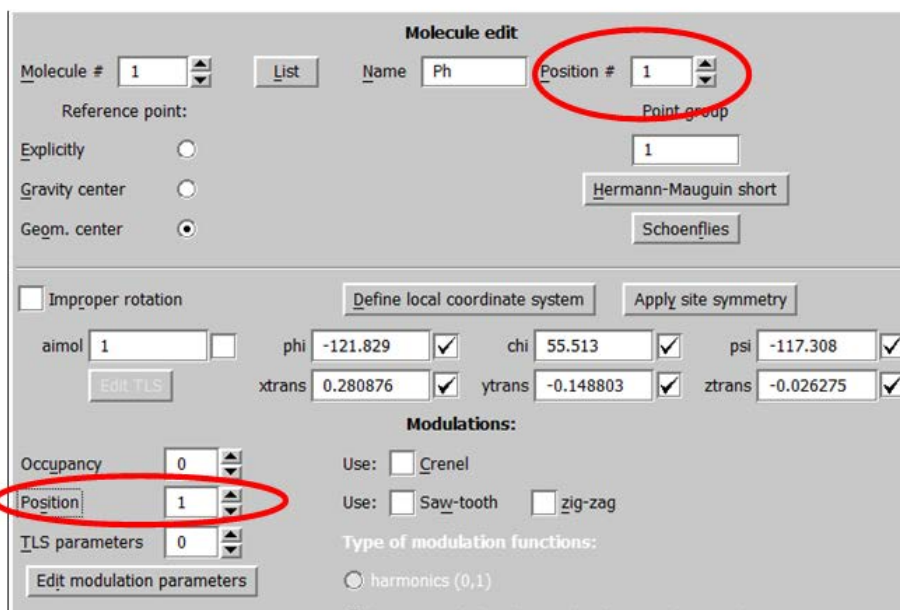 Molecule edit
Molecule # 1 List Name Ph Position # 1
Reference point: Point group
Explicitly 1
Gravity center Hermann-Mauguin short
Geom. center Schoenflies
Improper rotation Define local coordinate system Apply site symmetry
aimol 1 phi -121.829 chi 55.513 psi -117.308
Edit TLS xtrans 0.280876 ytrans -0.148803 ztrans -0.026275
Modulations:
Occupancy 0 Use: Crenel
Position 1 Use: Saw-tooth zig-zag
TLS parameters 0 Type of modulation functions:
Edit modulation parameters harmonics (0,1)